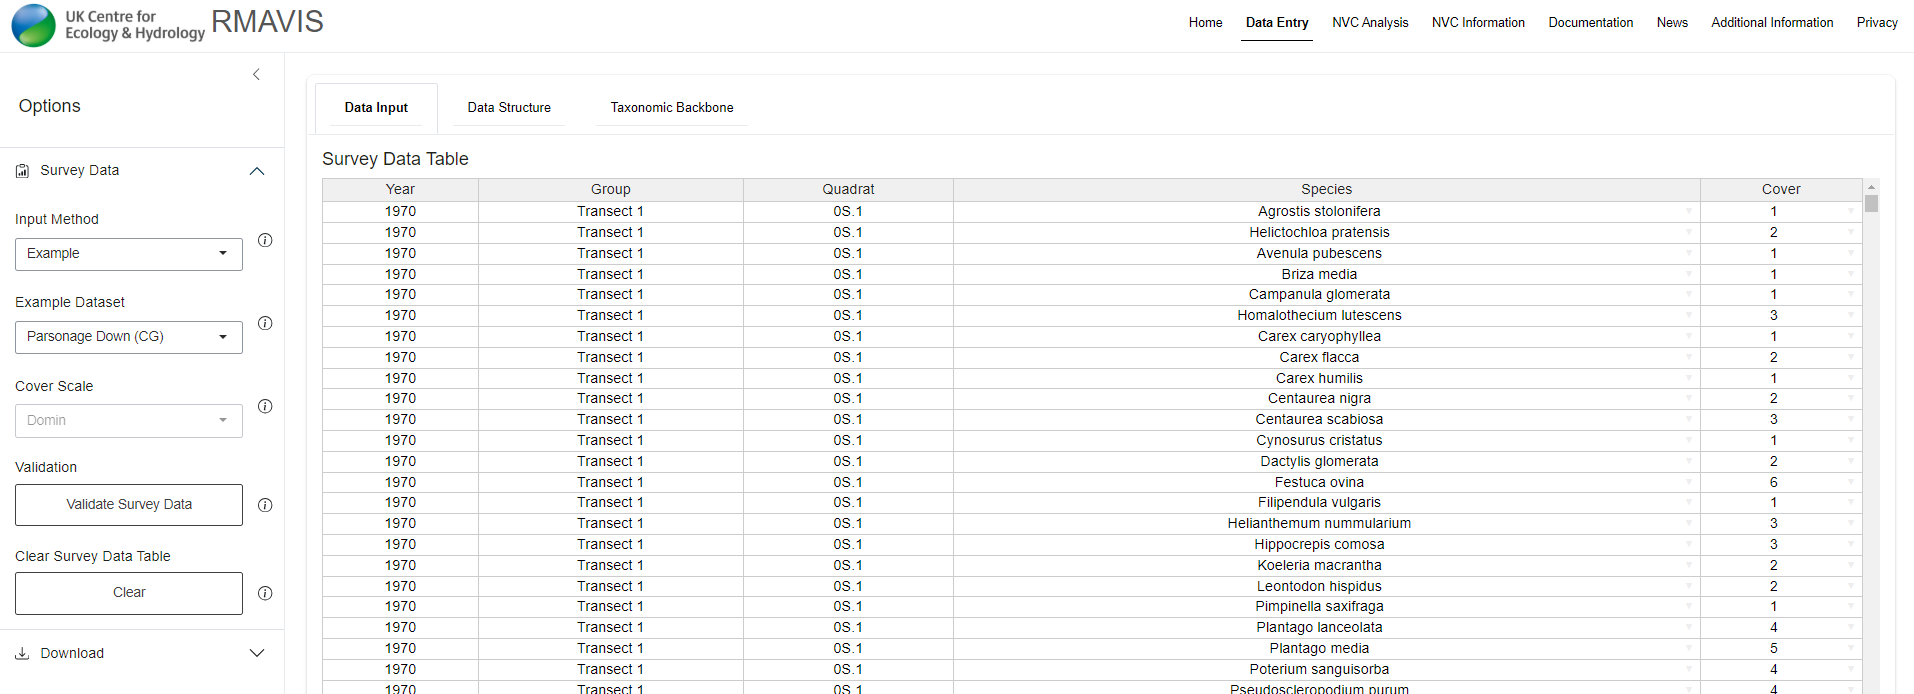 UK Centre for
Ecology & Hydrology
RMAVIS
Home Data Entry NVC Analysis NVC Information Documentation News Additional Information Privacy
Options
Survey Data
Input Method
Example
Example Dataset
Parsonage Down (CG)
Cover Scale
Domin
Validation
Validate Survey Data
Clear Survey Data Table
Clear
Download
Data Input Data Structure Taxonomic Backbone
Survey Data Table
Year Group Quadrat Species Cover
1970 Transect 1 0S.1 Agrostis stolonifera 1
1970 Transect 1 0S.1 Helictochloa pratensis 2
1970 Transect 1 0S.1 Avenula pubescens 1
1970 Transect 1 0S.1 Briza media 1
1970 Transect 1 0S.1 Campanula glomerata 1
1970 Transect 1 0S.1 Homalothecium lutescens 3
1970 Transect 1 0S.1 Carex caryophyllea 1
1970 Transect 1 0S.1 Carex flacca 2
1970 Transect 1 0S.1 Carex humilis 1
1970 Transect 1 0S.1 Centaurea nigra 2
1970 Transect 1 0S.1 Centaurea scabiosa 3
1970 Transect 1 0S.1 Cynosurus cristatus 1
1970 Transect 1 0S.1 Dactylis glomerata 2
1970 Transect 1 0S.1 Festuca ovina 6
1970 Transect 1 0S.1 Filipendula vulgaris 1
1970 Transect 1 0S.1 Helianthemum nummularium 3
1970 Transect 1 0S.1 Hippocrepis comosa 3
1970 Transect 1 0S.1 Koeleria macrantha 2
1970 Transect 1 0S.1 Leontodon hispidus 2
1970 Transect 1 0S.1 Pimpinella saxifraga 1
1970 Transect 1 0S.1 Plantago lanceolata 4
1970 Transect 1 0S.1 Plantago media 5
1970 Transect 1 0S.1 Poterium sanguisorba 4
1970 Transect 1 0S.1 Pseudoscleropodium purum 4